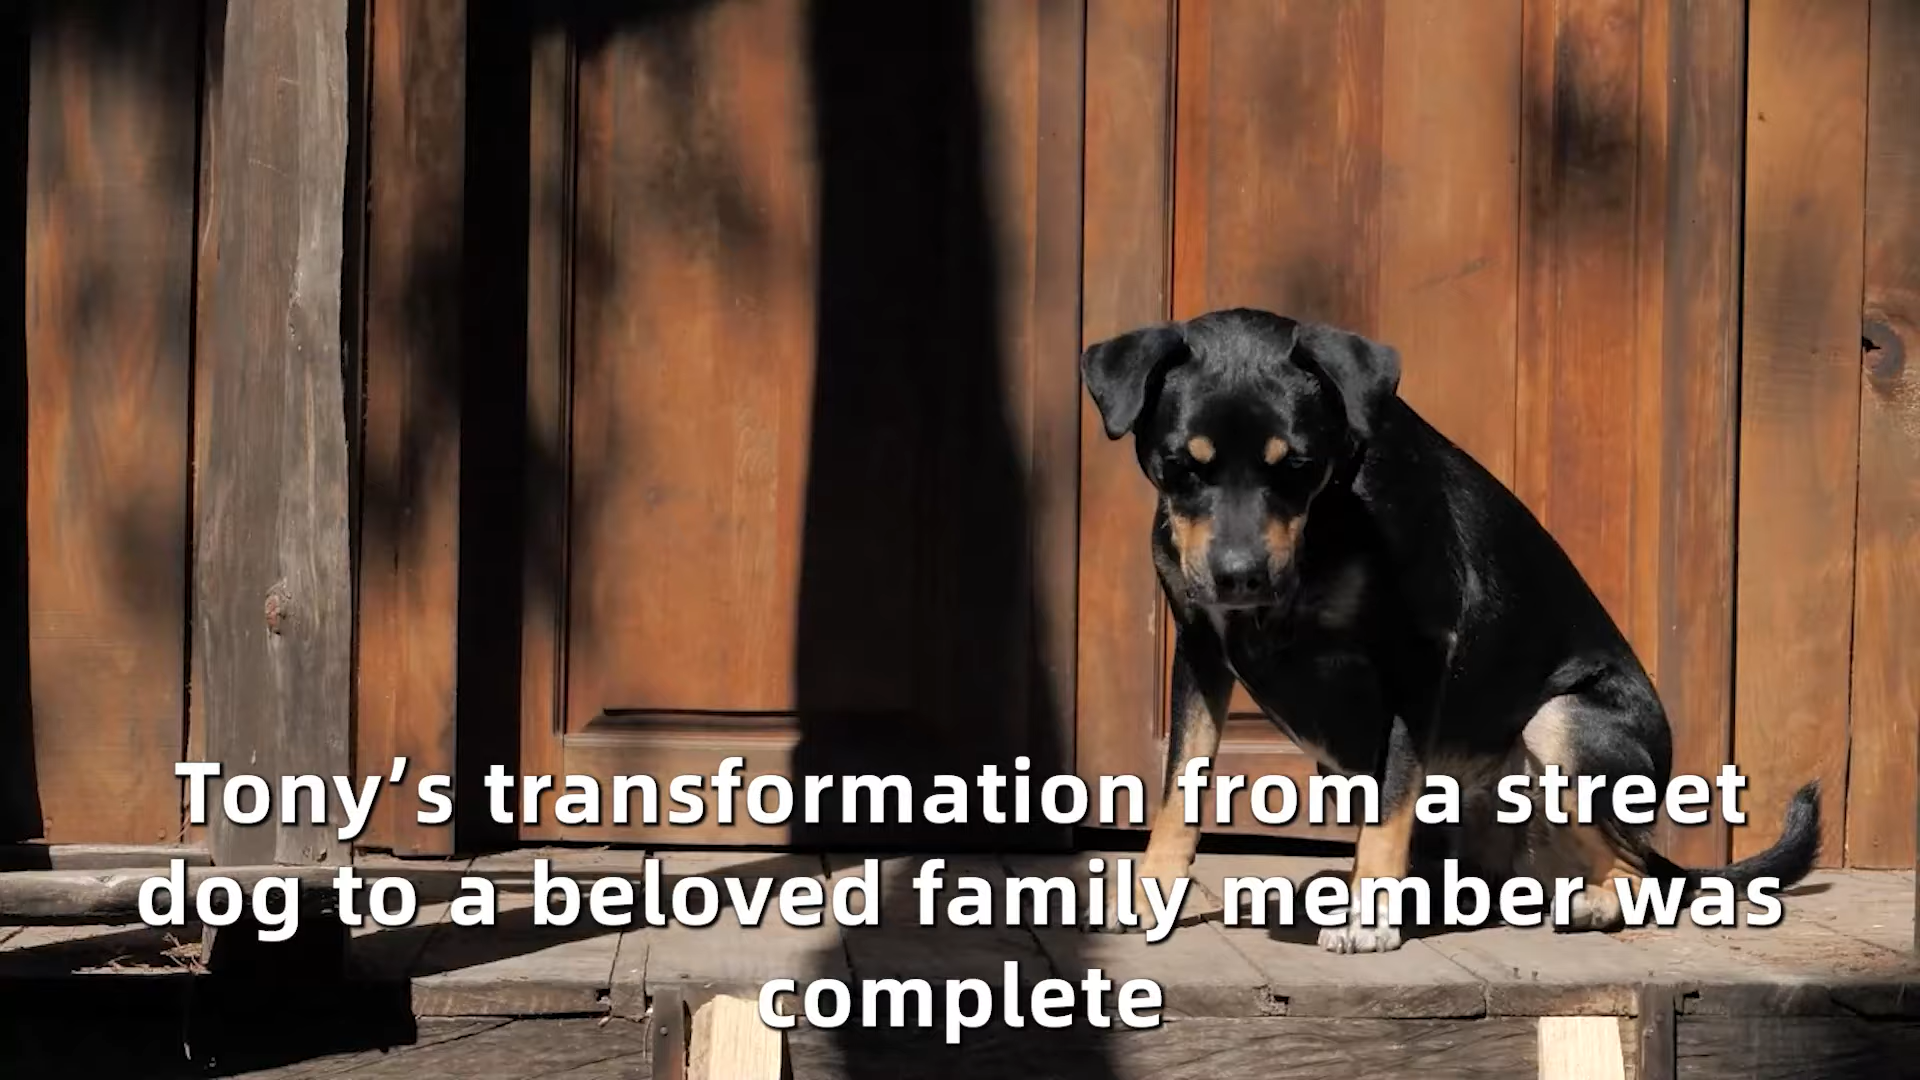 Tony’s transformation from a street
dog to a beloved family member was
complete